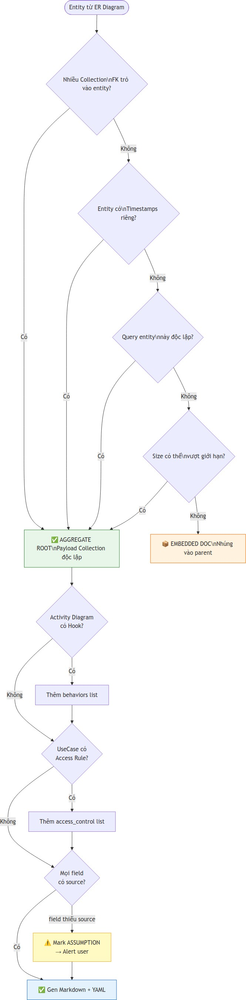 Entity từ ER Diagram
Nhiều Collection\nFK trỏ
vào entity?
Không
Entity có\nTimestamps
riêng?
Không
Query entity\nnày độc lập?
Có
Không
Có
Size có thể\nvượt giới hạn?
Có
Có
Không
✅ AGGREGATE
ROOT\nPayload Collection
độc lập
📦 EMBEDDED DOC\nNhúng
vào parent
Activity Diagram
có Hook?
Có
Không
Thêm behaviors list
UseCase có
Access Rule?
Có
Không
Thêm access_control list
Mọi field
có source?
field thiếu source
Có
⚠️ Mark ASSUMPTION
→ Alert user
✅ Gen Markdown + YAML